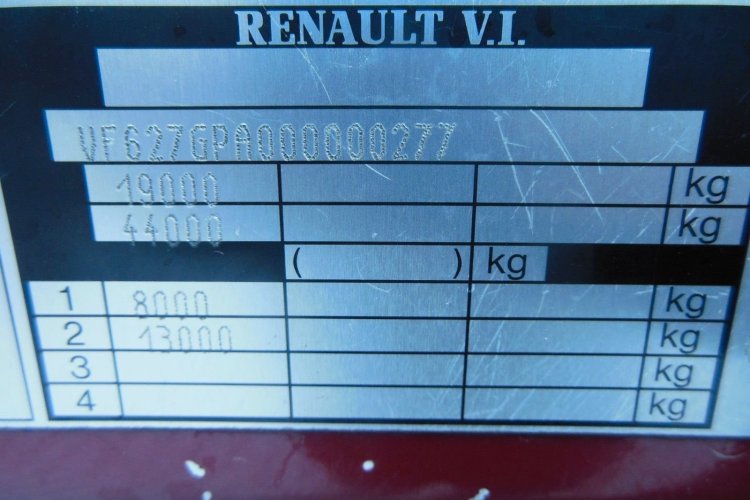 RENAULT V.I.
VF627GPA000000277
19000 kg
44000 kg
( ) kg
1 8000 kg
2 13000 kg
3 kg
4 kg